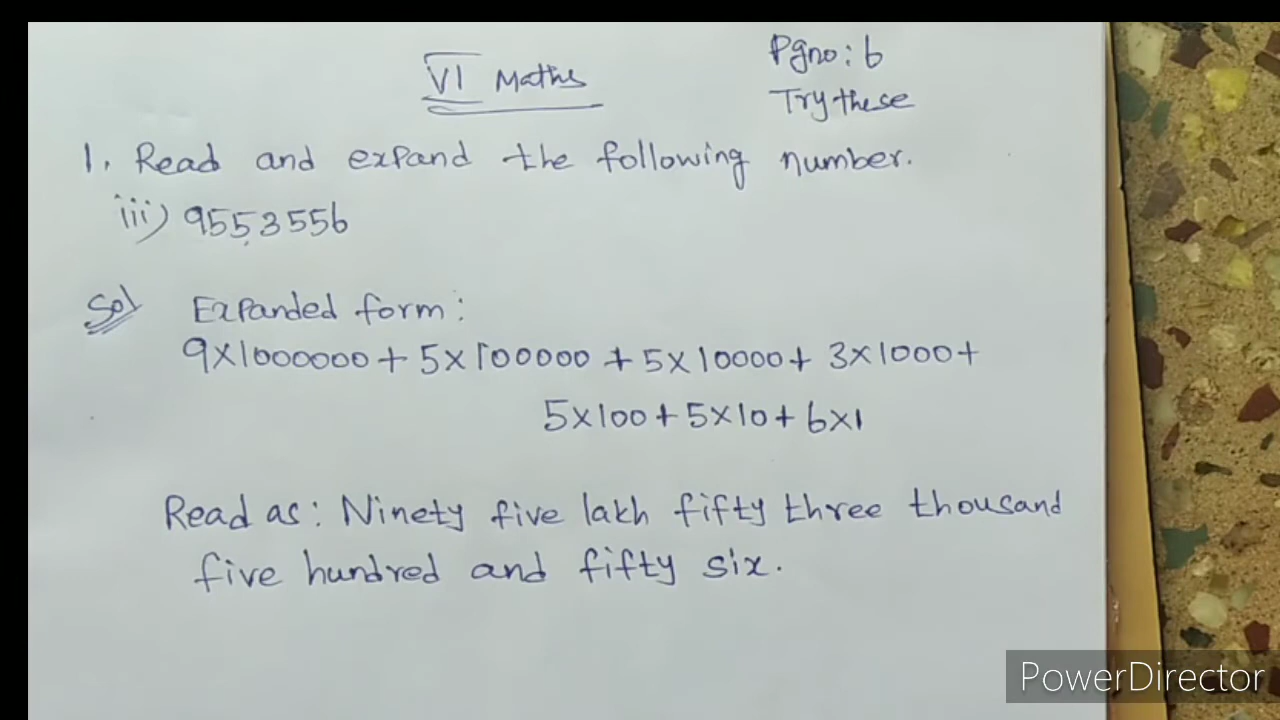 VI Maths
Pgno: 6
Try these
1. Read and expand the following number.
iii) 9553556
Sol
Expanded form:
9×1000000+ 5×100000 + 5×10000+ 3×1000+
5×100+5×10+6×1
Read as: Ninety five lakh fifty three thousand
five hundred and fifty six.
PowerDirector